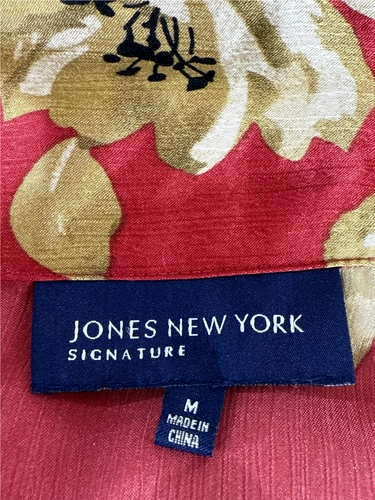 JONES NEW YORK
SIGNATURE
M
MADE IN
CHINA